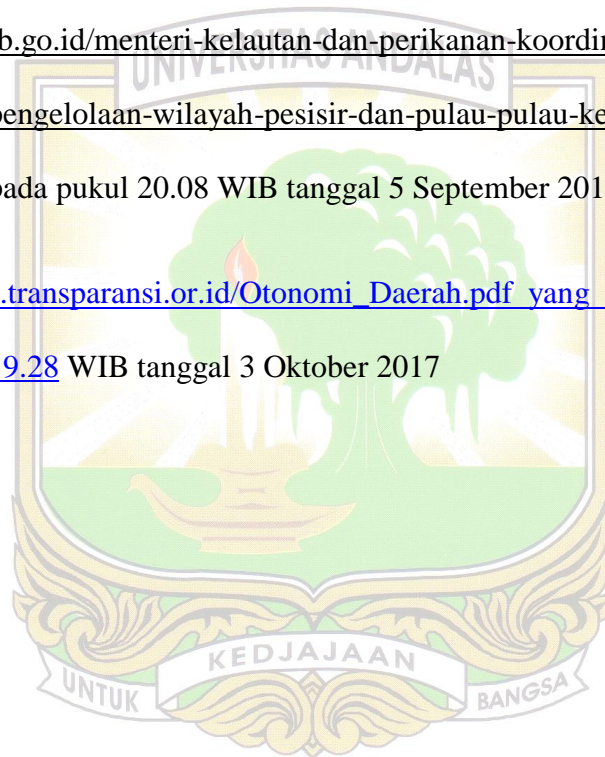 b.go.id/menteri-kelautan-dan-perikanan-koordin
UNIVERSITAS ANDALAS
pengelolaan-wilayah-pesisir-dan-pulau-pulau-ke
pada pukul 20.08 WIB tanggal 5 September 201
.transparansi.or.id/Otonomi_Daerah.pdf_yang_
9.28 WIB tanggal 3 Oktober 2017
KEDJAJAAN
UNTUK BANGSA